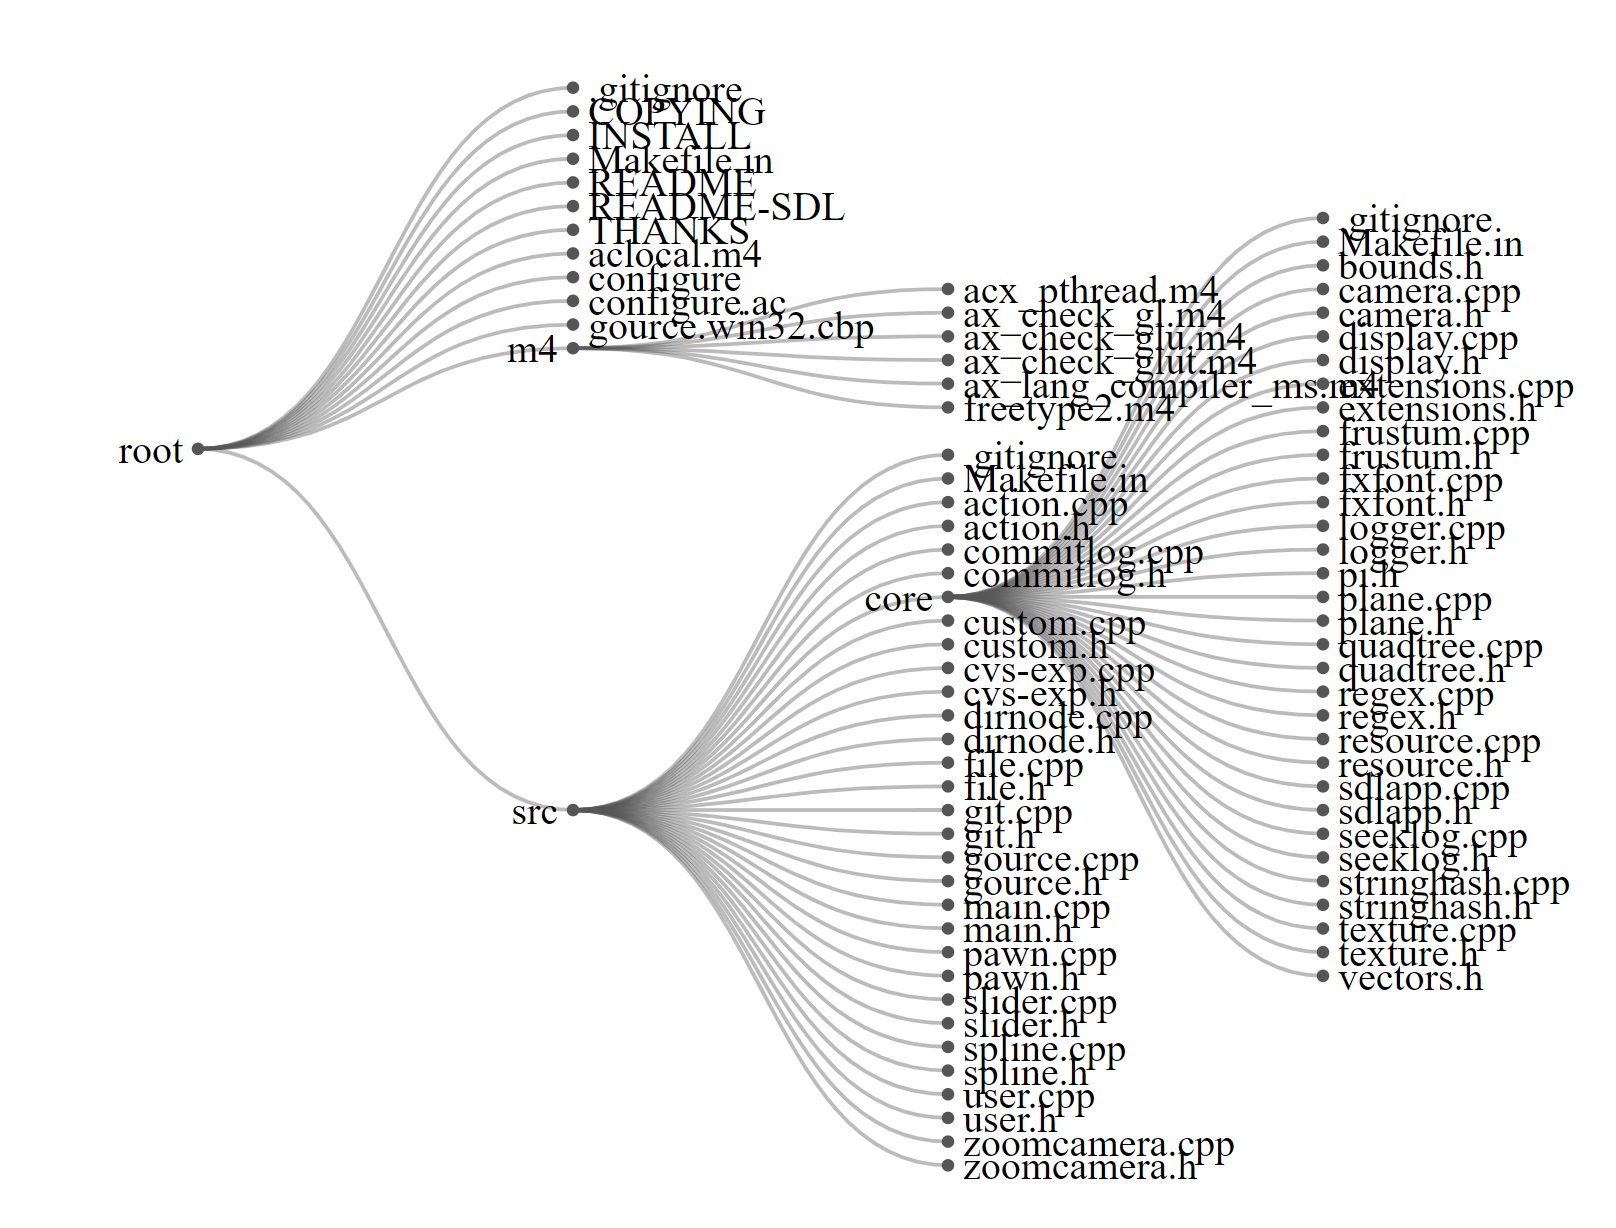 root
.gitignore
COPYING
INSTALL
Makefile.in
README
README-SDL
THANKS
aclocal.m4
configure
configure.ac
gource.win32.cbp
m4
acx_pthread.m4
ax_check_gl.m4
ax_check_glu.m4
ax_check_glut.m4
ax_lang_compiler_ms.m4
freetype2.m4
src
.gitignore.
Makefile.in
action.cpp
action.h
commitlog.cpp
commitlog.h
core
custom.cpp
custom.h
cvs-exp.cpp
cvs-exp.h
dirnode.cpp
dirnode.h
file.cpp
file.h
git.cpp
git.h
gource.cpp
gource.h
main.cpp
main.h
pawn.cpp
pawn.h
slider.cpp
slider.h
spline.cpp
spline.h
user.cpp
user.h
zoomcamera.cpp
zoomcamera.h
.gitignore.
Makefile.in
bounds.h
camera.cpp
camera.h
display.cpp
display.h
extensions.cpp
extensions.h
frustum.cpp
frustum.h
fxfont.cpp
fxfont.h
logger.cpp
logger.h
pi.h
plane.cpp
plane.h
quadtree.cpp
quadtree.h
regex.cpp
regex.h
resource.cpp
resource.h
sdlapp.cpp
sdlapp.h
seeklog.cpp
seeklog.h
stringhash.cpp
stringhash.h
texture.cpp
texture.h
vectors.h